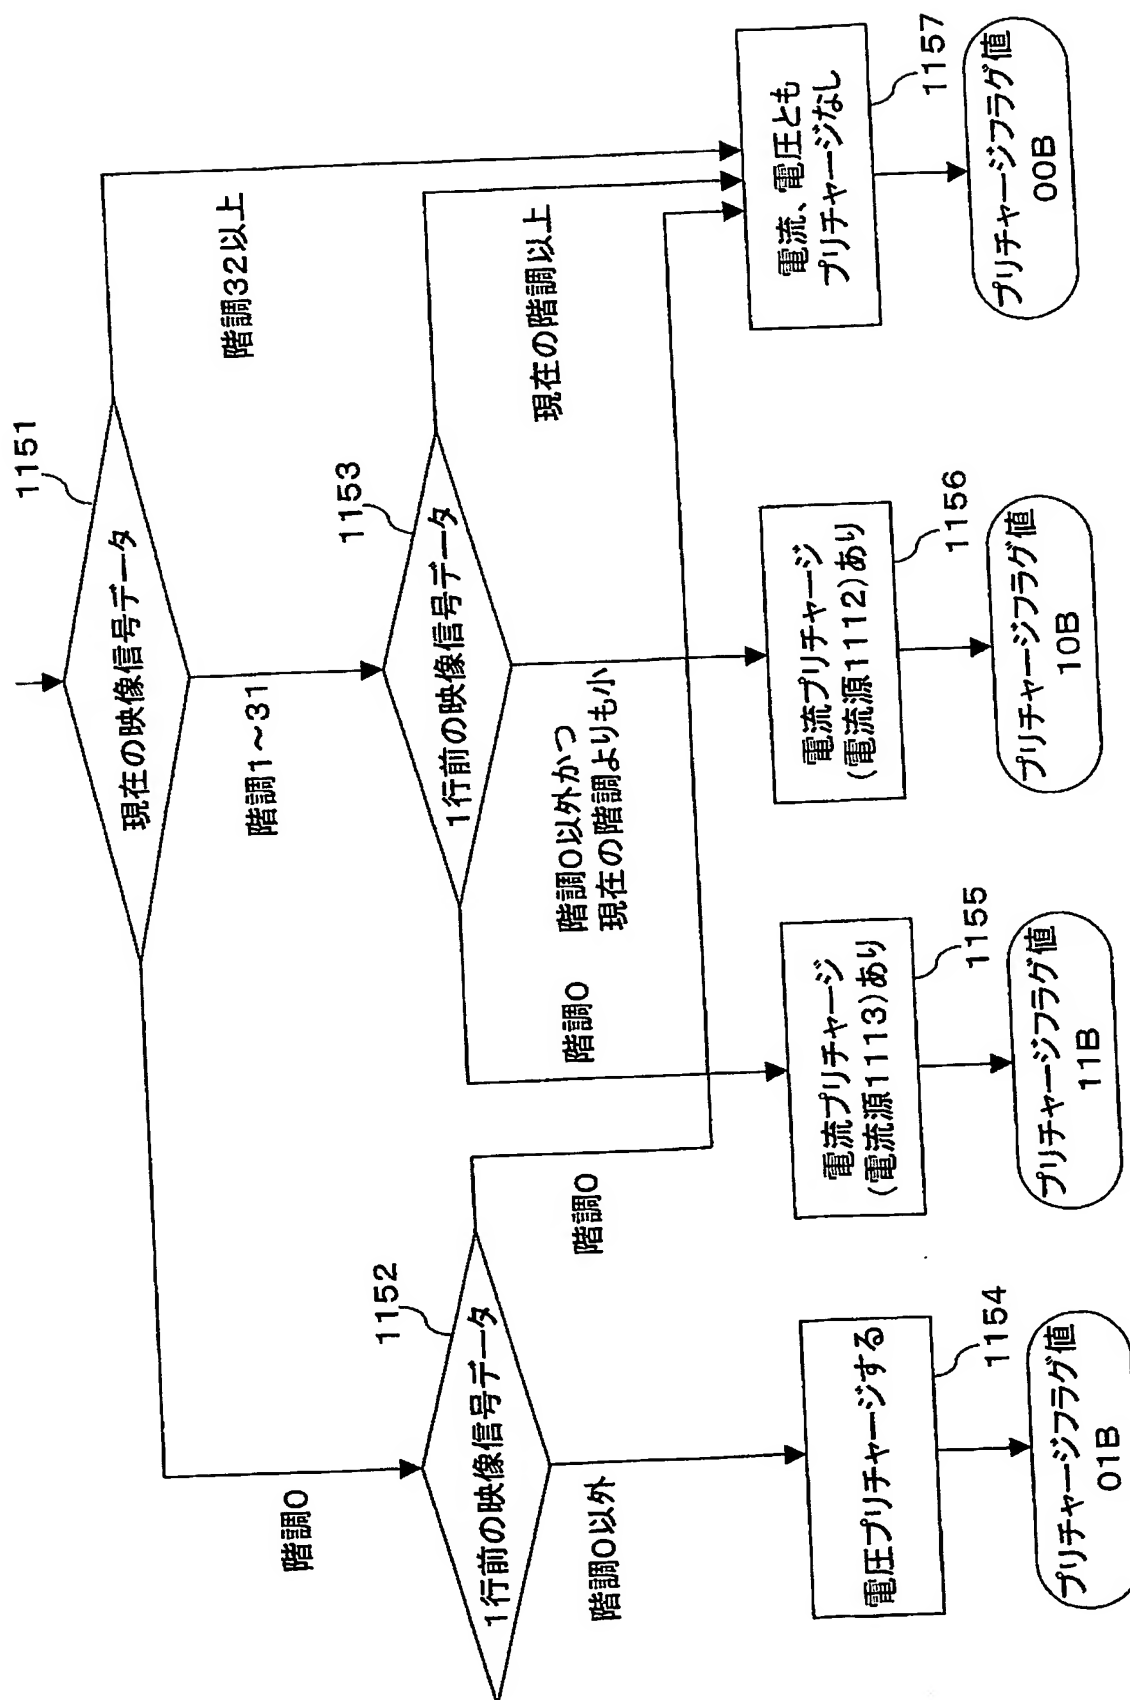 1151
現在の映像信号データ
階調32以上
階調1〜31
階調0
1152
1行前の映像信号データ
階調0
階調0以外
1153
1行前の映像信号データ
現在の階調以上
階調0以外かつ
現在の階調よりも小
階調0
電圧プリチャージする
1154
プリチャージフラグ値
01B
電流プリチャージ
(電流源1113)あり
1155
プリチャージフラグ値
11B
電流プリチャージ
(電流源1112)あり
1156
プリチャージフラグ値
10B
電流、電圧とも
プリチャージなし
1157
プリチャージフラグ値
00B